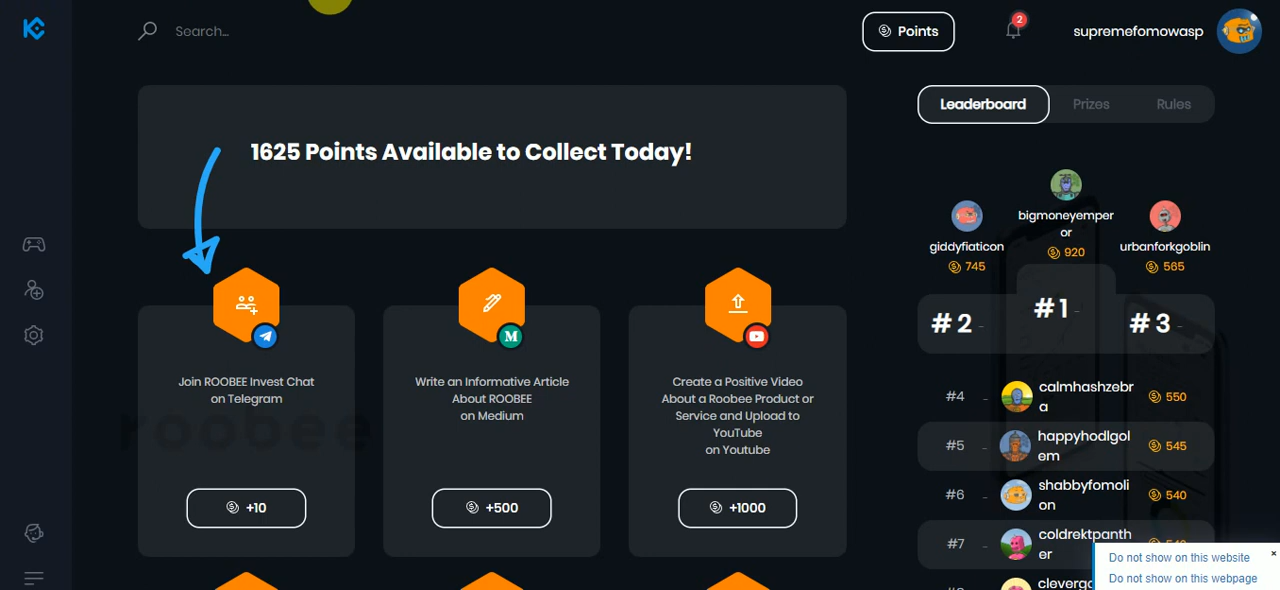 Search...
Points
2
supremefomowasp
1625 Points Available to Collect Today!
Join ROOBEE Invest Chat
on Telegram
+10
Write an Informative Article
About ROOBEE
on Medium
+500
Create a Positive Video
About a Roobee Product or
Service and Upload to
YouTube
on Youtube
+1000
roobee
Leaderboard
Prizes
Rules
bigmoneyemper
or
920
giddyfiaticon
745
urbanforkgoblin
565
#1 -
#2 -
#3 -
#4 - calmhashzebr
a
550
#5 - happyhodlgol
em
545
#6 - shabbyfomoli
on
540
#7 - coldrektpanth
er
Do not show on this website
×
Do not show on this webpage